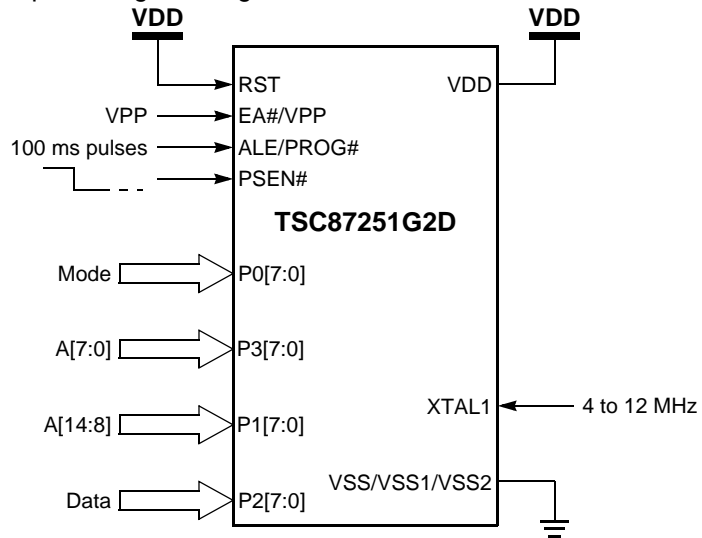 VDD
VDD
RST
VDD
VPP
EA#/VPP
100 ms pulses
ALE/PROG#
PSEN#
TSC87251G2D
Mode
P0[7:0]
A[7:0]
P3[7:0]
A[14:8]
P1[7:0]
XTAL1
4 to 12 MHz
Data
P2[7:0]
VSS/VSS1/VSS2